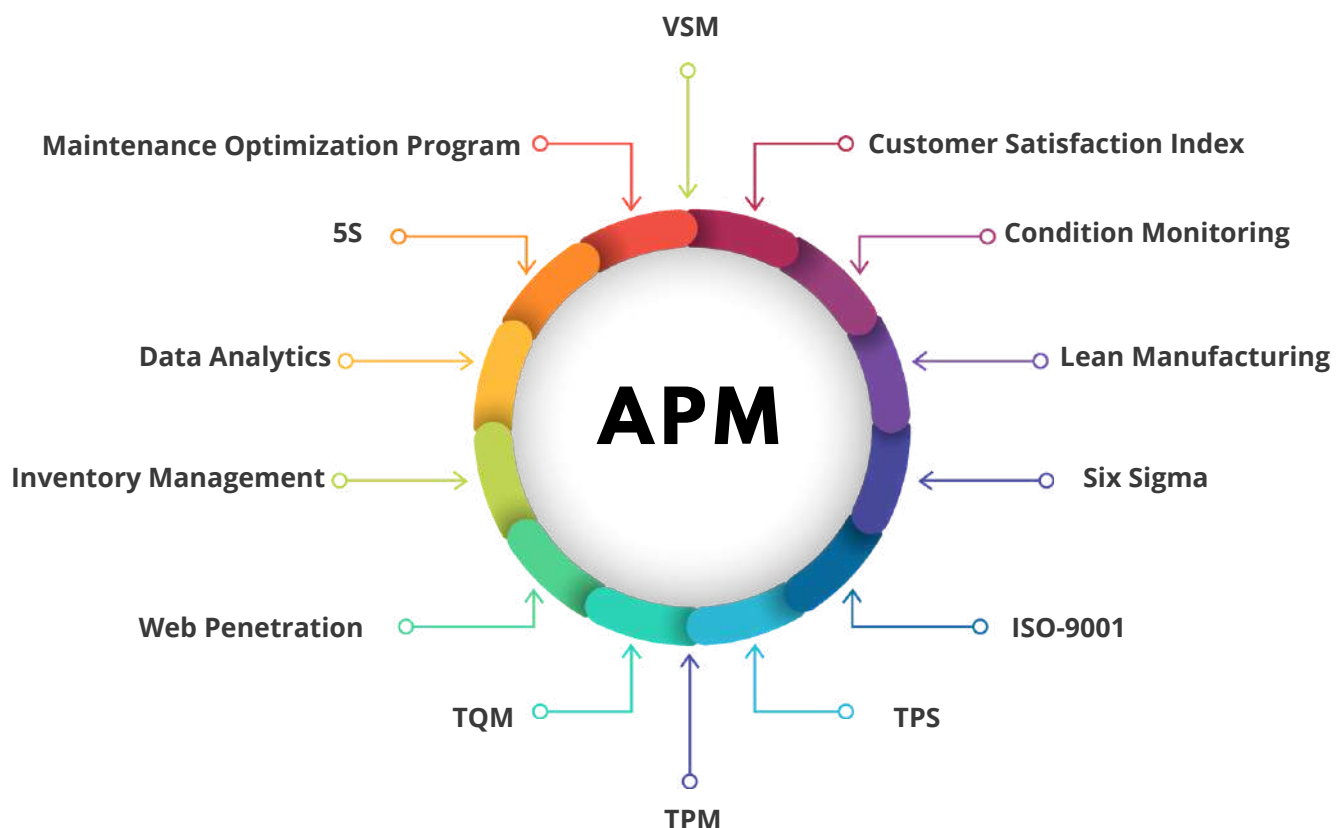 VSM
Maintenance Optimization Program
Customer Satisfaction Index
5S
Condition Monitoring
Data Analytics
Lean Manufacturing
APM
Inventory Management
Six Sigma
Web Penetration
ISO-9001
TQM
TPS
TPM